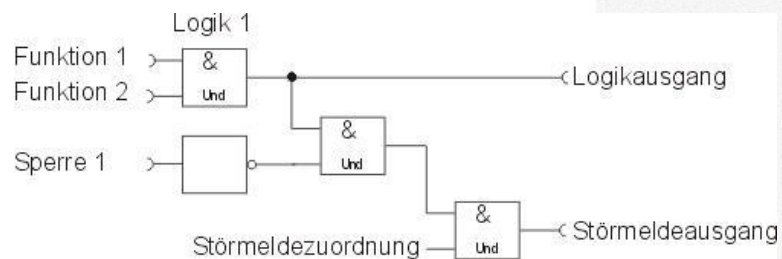 Logik 1
Funktion 1
&
Funktion 2
Und
Logikausgang
&
Sperre 1
Und
&
Störmeldeausgang
Störmeldezuordnung
Und